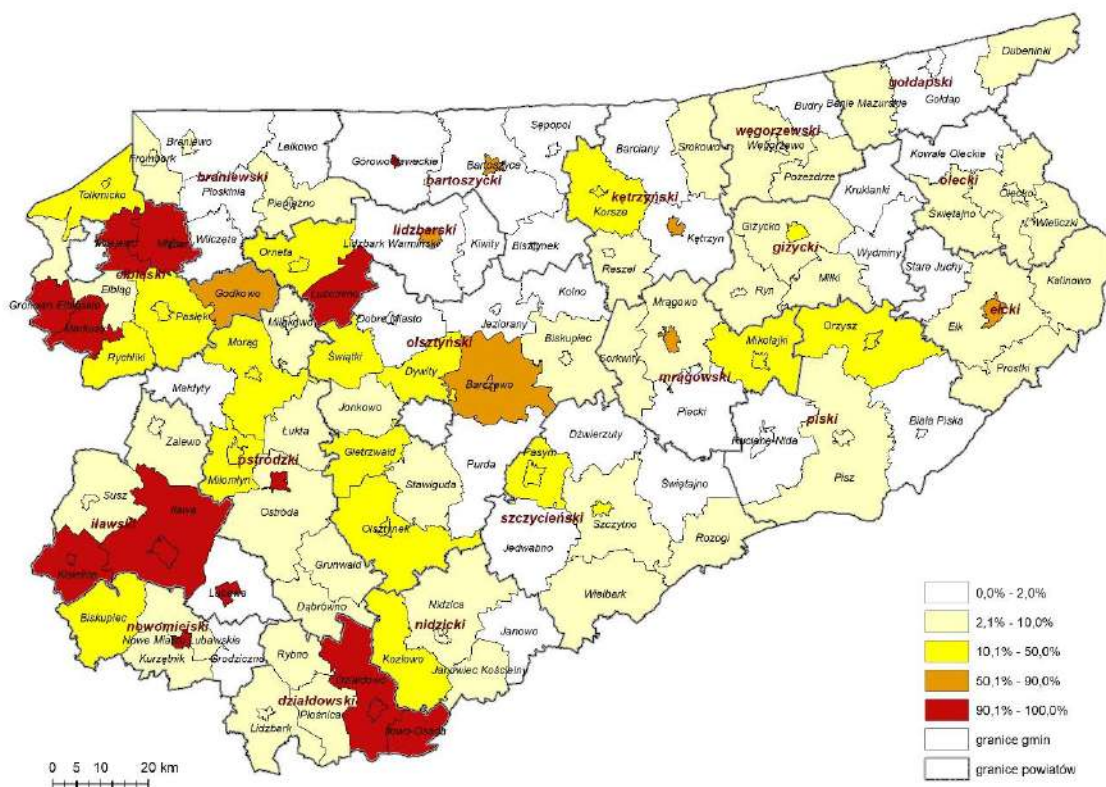 Dubeninki
gołdapski
Budry
Banie Mazurskie
Gołdap
Sępopol
węgorzewski
Braniewo
Lelkowo
Barciany
Srokowo
Węgorzewo
Frombork
Górowo Iławeckie
Bartoszyce
Kowale Oleckie
braniewski
bartoszycki
Pozezdrze
olecki
Tolkmicko
Płoskinia
kętrzyński
Kruklanki
Olecko
Pieniężno
Korsze
Świętajno
Wieliczki
lidzbarski
Giżycko
Wilczęta
Orneta
Lidzbark Warmiński
Kiwity
Bisztynek
Kętrzyn
giżycki
Wydminy
Reszel
Stare Juchy
elbląski
Miłki
Kalinowo
Elbląg
Godkowo
Lubomino
Kolno
Ryn
Gronowo Elbląskie
Mrągowo
ełcki
Markusy
Pasłęk
Miłakowo
Dobre Miasto
Jeziorany
Ełk
Orzysz
olsztyński
Biskupiec
Rychliki
Morąg
Świątki
Sorkwity
Mikołajki
Dywity
Prostki
mrągowski
Małdyty
Barczewo
Jonkowo
Piecki
Biała Piska
piski
Łukta
Dźwierzuty
Ruciane-Nida
Zalewo
ostródzki
Gietrzwałd
Pasym
Miłomłyn
Purda
Stawiguda
Świętajno
Pisz
Susz
Iława
Ostróda
szczycieński
Szczytno
iławski
Olsztynek
Rozogi
Jedwabno
Kisielice
Grunwald
Lubawa
0,0% - 2,0%
Wielbark
Dąbrówno
Nidzica
Biskupiec
2,1% - 10,0%
nowomiejski
nidzicki
Janowo
Nowe Miasto Lubawskie
10,1% - 50,0%
Kurzętnik
Grodziczno
Rybno
Kozłowo
Janowiec Kościelny
Działdowo
50,1% - 90,0%
działdowski
Płośnica
90,1% - 100,0%
Lidzbark
Iłowo-Osada
granice gmin
0 5 10 20 km
granice powiatów